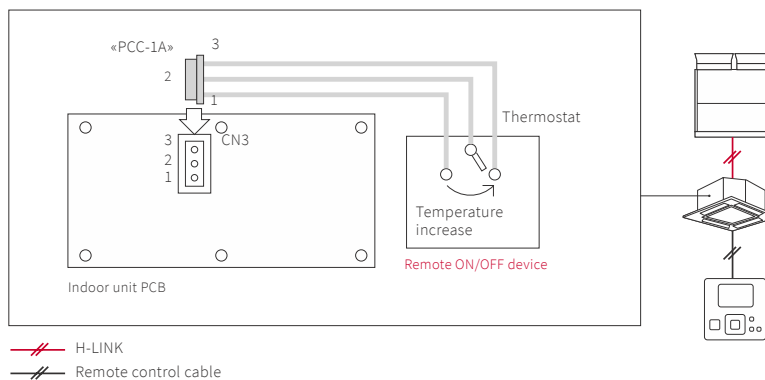 «PCC-1A»
3
2
1
3
CN3
2
1
Thermostat
Temperature
increase
Remote ON/OFF device
Indoor unit PCB
H-LINK
Remote control cable